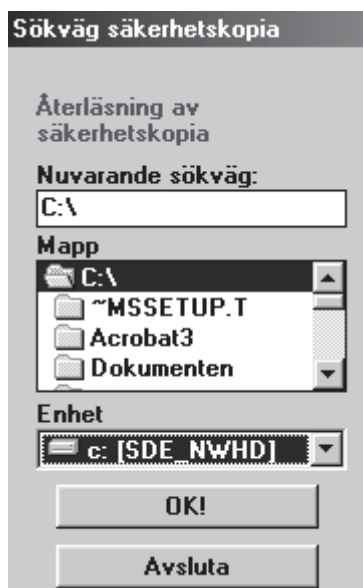 Sökväg säkerhetskopia
Återläsning av
säkerhetskopia
Nuvarande sökväg:
C:\
Mapp
C:\
~MSSETUP.T
Acrobat3
Dokumenten
Enhet
c: [SDE_NWHD]
OK!
Avsluta